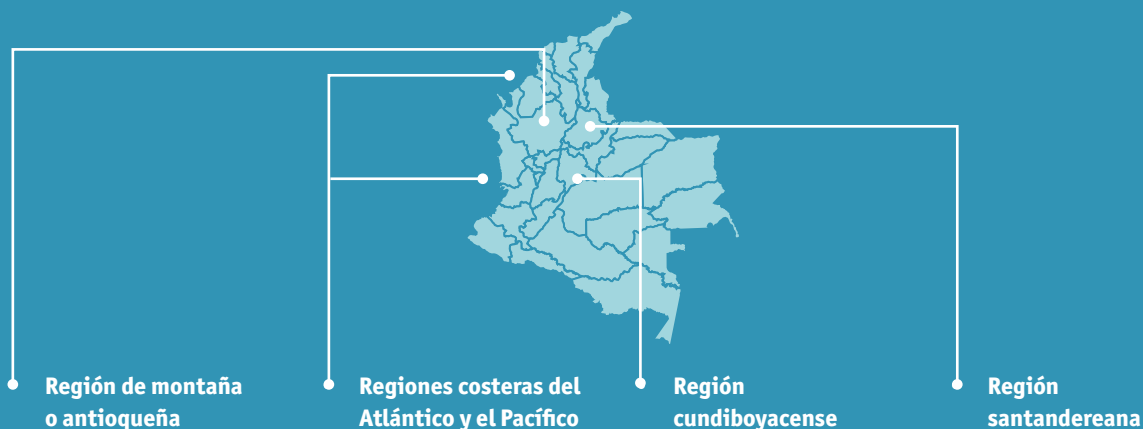 Región de montaña
o antioqueña
Regiones costeras del
Atlántico y el Pacífico
Región
cundiboyacense
Región
santandereana